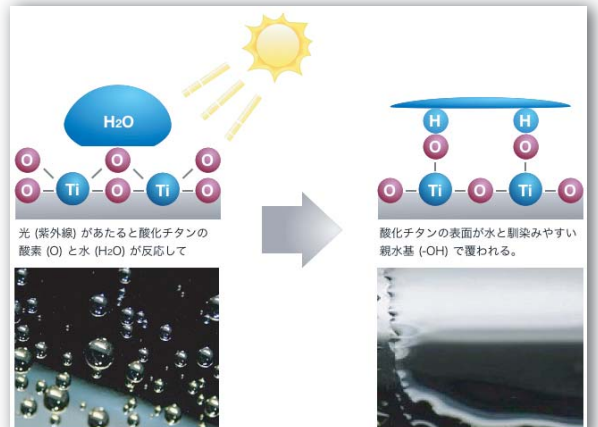 H2O
O O O
O Ti O Ti O
光 (紫外線) があたると酸化チタンの
酸素 (O) と水 (H2O) が反応して
H H
O O
O Ti O Ti O
酸化チタンの表面が水と馴染みやすい
親水基 (-OH) で覆われる。